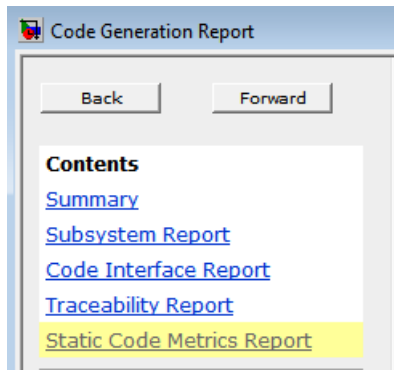 Code Generation Report
Back Forward
Contents
Summary
Subsystem Report
Code Interface Report
Traceability Report
Static Code Metrics Report